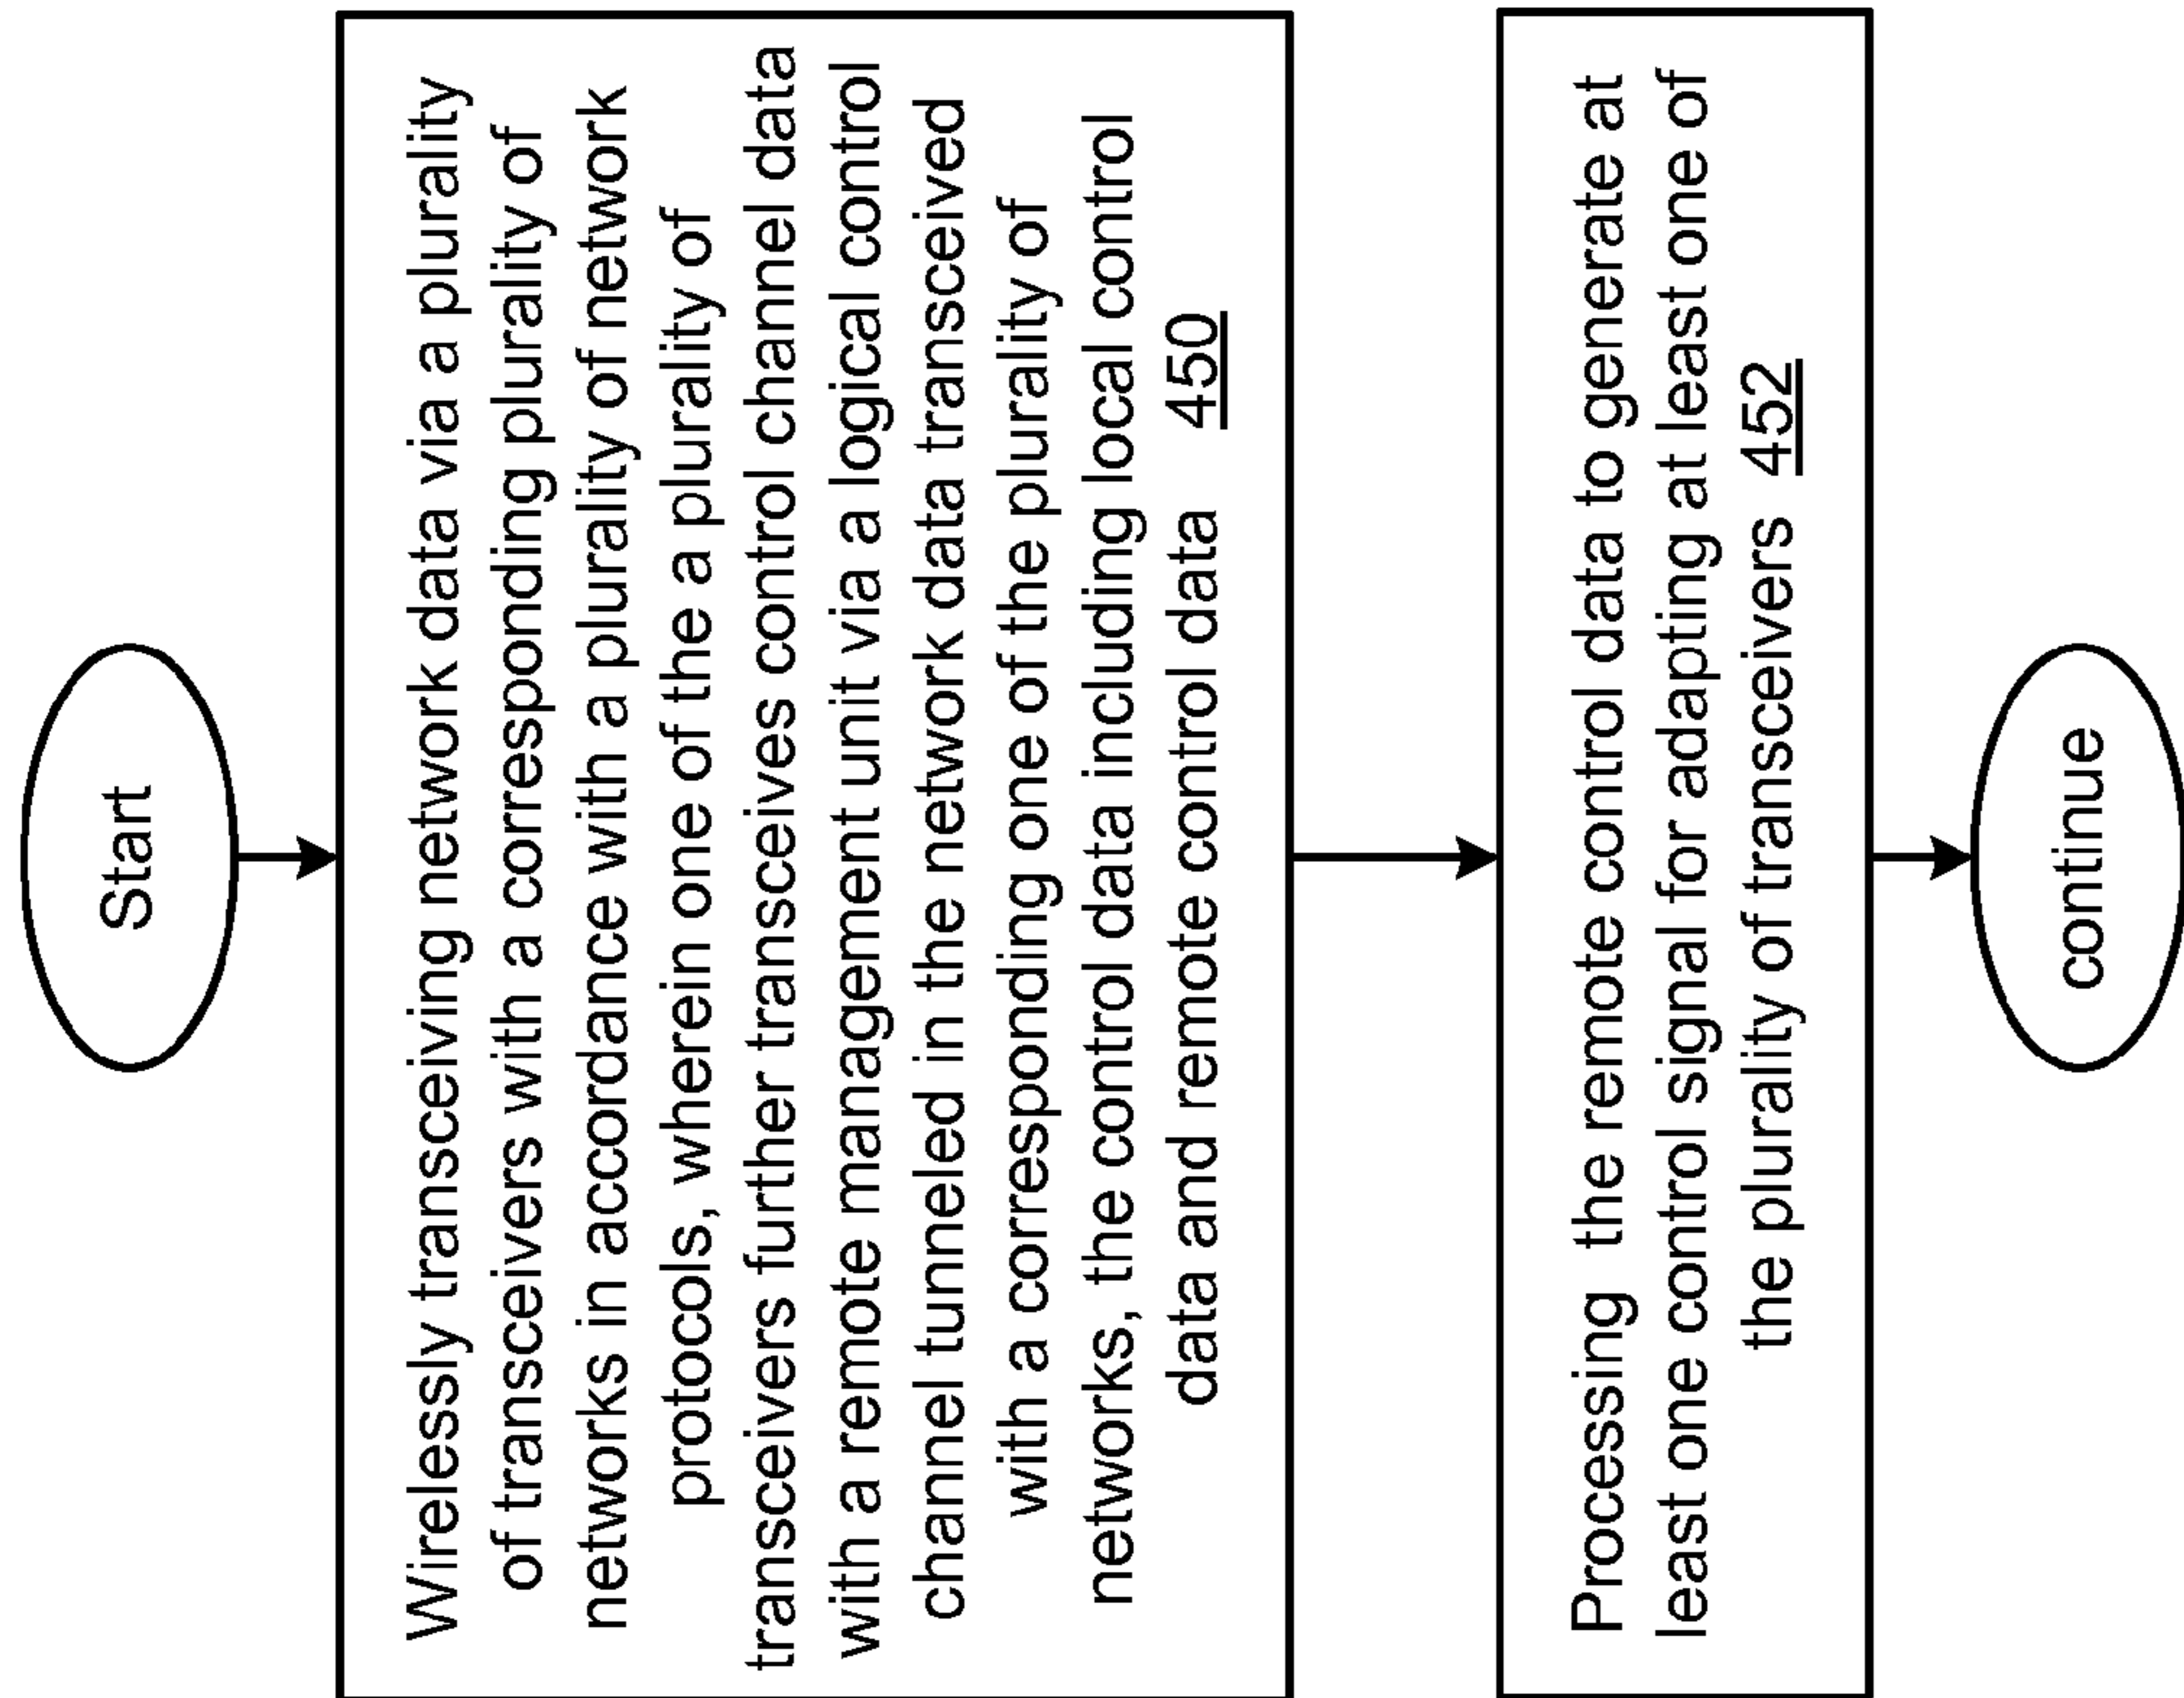 Start
Wirelessly transceiving network data via a plurality
of transceivers with a corresponding plurality of
networks in accordance with a plurality of network
protocols, wherein one of the a plurality of
transceivers further transceives control channel data
with a remote management unit via a logical control
channel tunneled in the network data transceived
with a corresponding one of the plurality of
networks, the control data including local control
data and remote control data 450
Processing the remote control data to generate at
least one control signal for adapting at least one of
the plurality of transceivers 452
continue